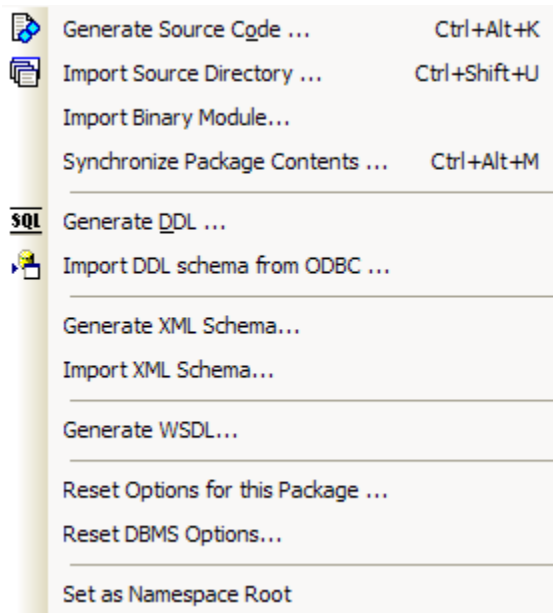 Generate Source Code ... Ctrl+Alt+K
Import Source Directory ... Ctrl+Shift+U
Import Binary Module...
Synchronize Package Contents ... Ctrl+Alt+M
SQL Generate DDL ...
Import DDL schema from ODBC ...
Generate XML Schema...
Import XML Schema...
Generate WSDL...
Reset Options for this Package ...
Reset DBMS Options...
Set as Namespace Root